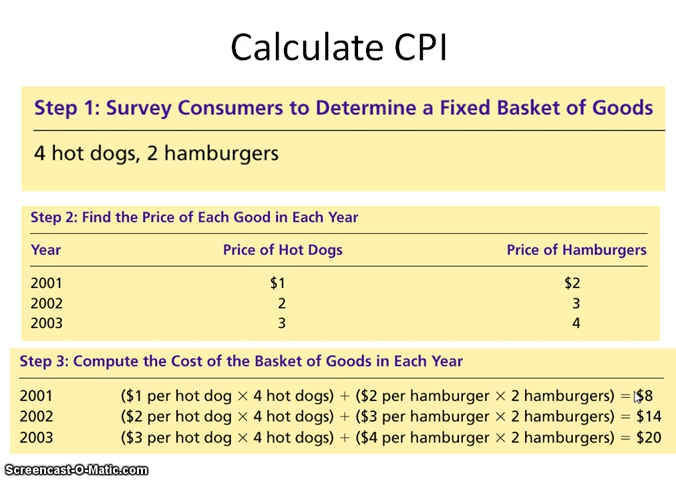 Calculate CPI
Step 1: Survey Consumers to Determine a Fixed Basket of Goods
4 hot dogs, 2 hamburgers
Step 2: Find the Price of Each Good in Each Year
Year Price of Hot Dogs Price of Hamburgers
2001 $1 $2
2002 2 3
2003 3 4
Step 3: Compute the Cost of the Basket of Goods in Each Year
2001 ($1 per hot dog × 4 hot dogs) + ($2 per hamburger × 2 hamburgers) = $8
2002 ($2 per hot dog × 4 hot dogs) + ($3 per hamburger × 2 hamburgers) = $14
2003 ($3 per hot dog × 4 hot dogs) + ($4 per hamburger × 2 hamburgers) = $20
Screencast-O-Matic.com